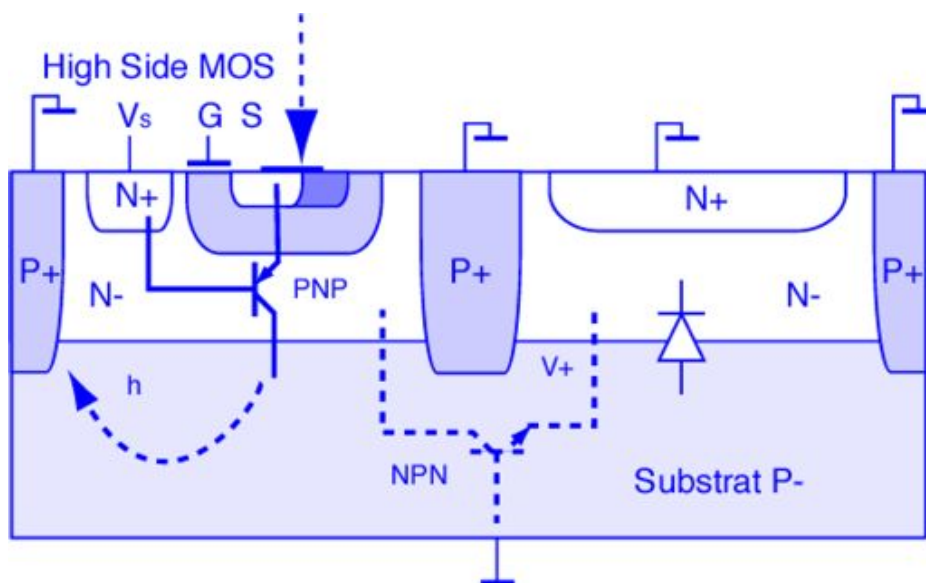 High Side MOS
Vs G S
N+ N+
P+ P+ P+
N- PNP N-
h V+
NPN
Substrat P-